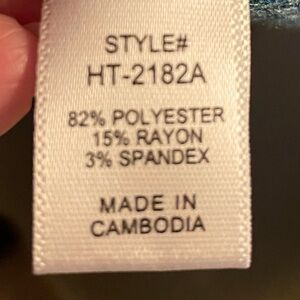 STYLE#
HT-2182A
82% POLYESTER
15% RAYON
3% SPANDEX
MADE IN
CAMBODIA